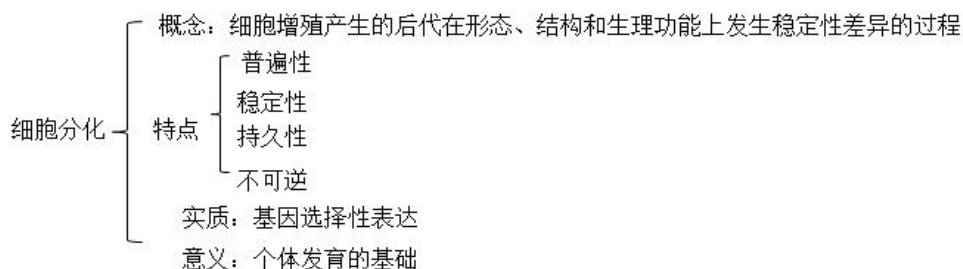 概念：细胞增殖产生的后代在形态、结构和生理功能上发生稳定性差异的过程
普遍性
稳定性
细胞分化
特点
持久性
不可逆
实质：基因选择性表达
意义：个体发育的基础